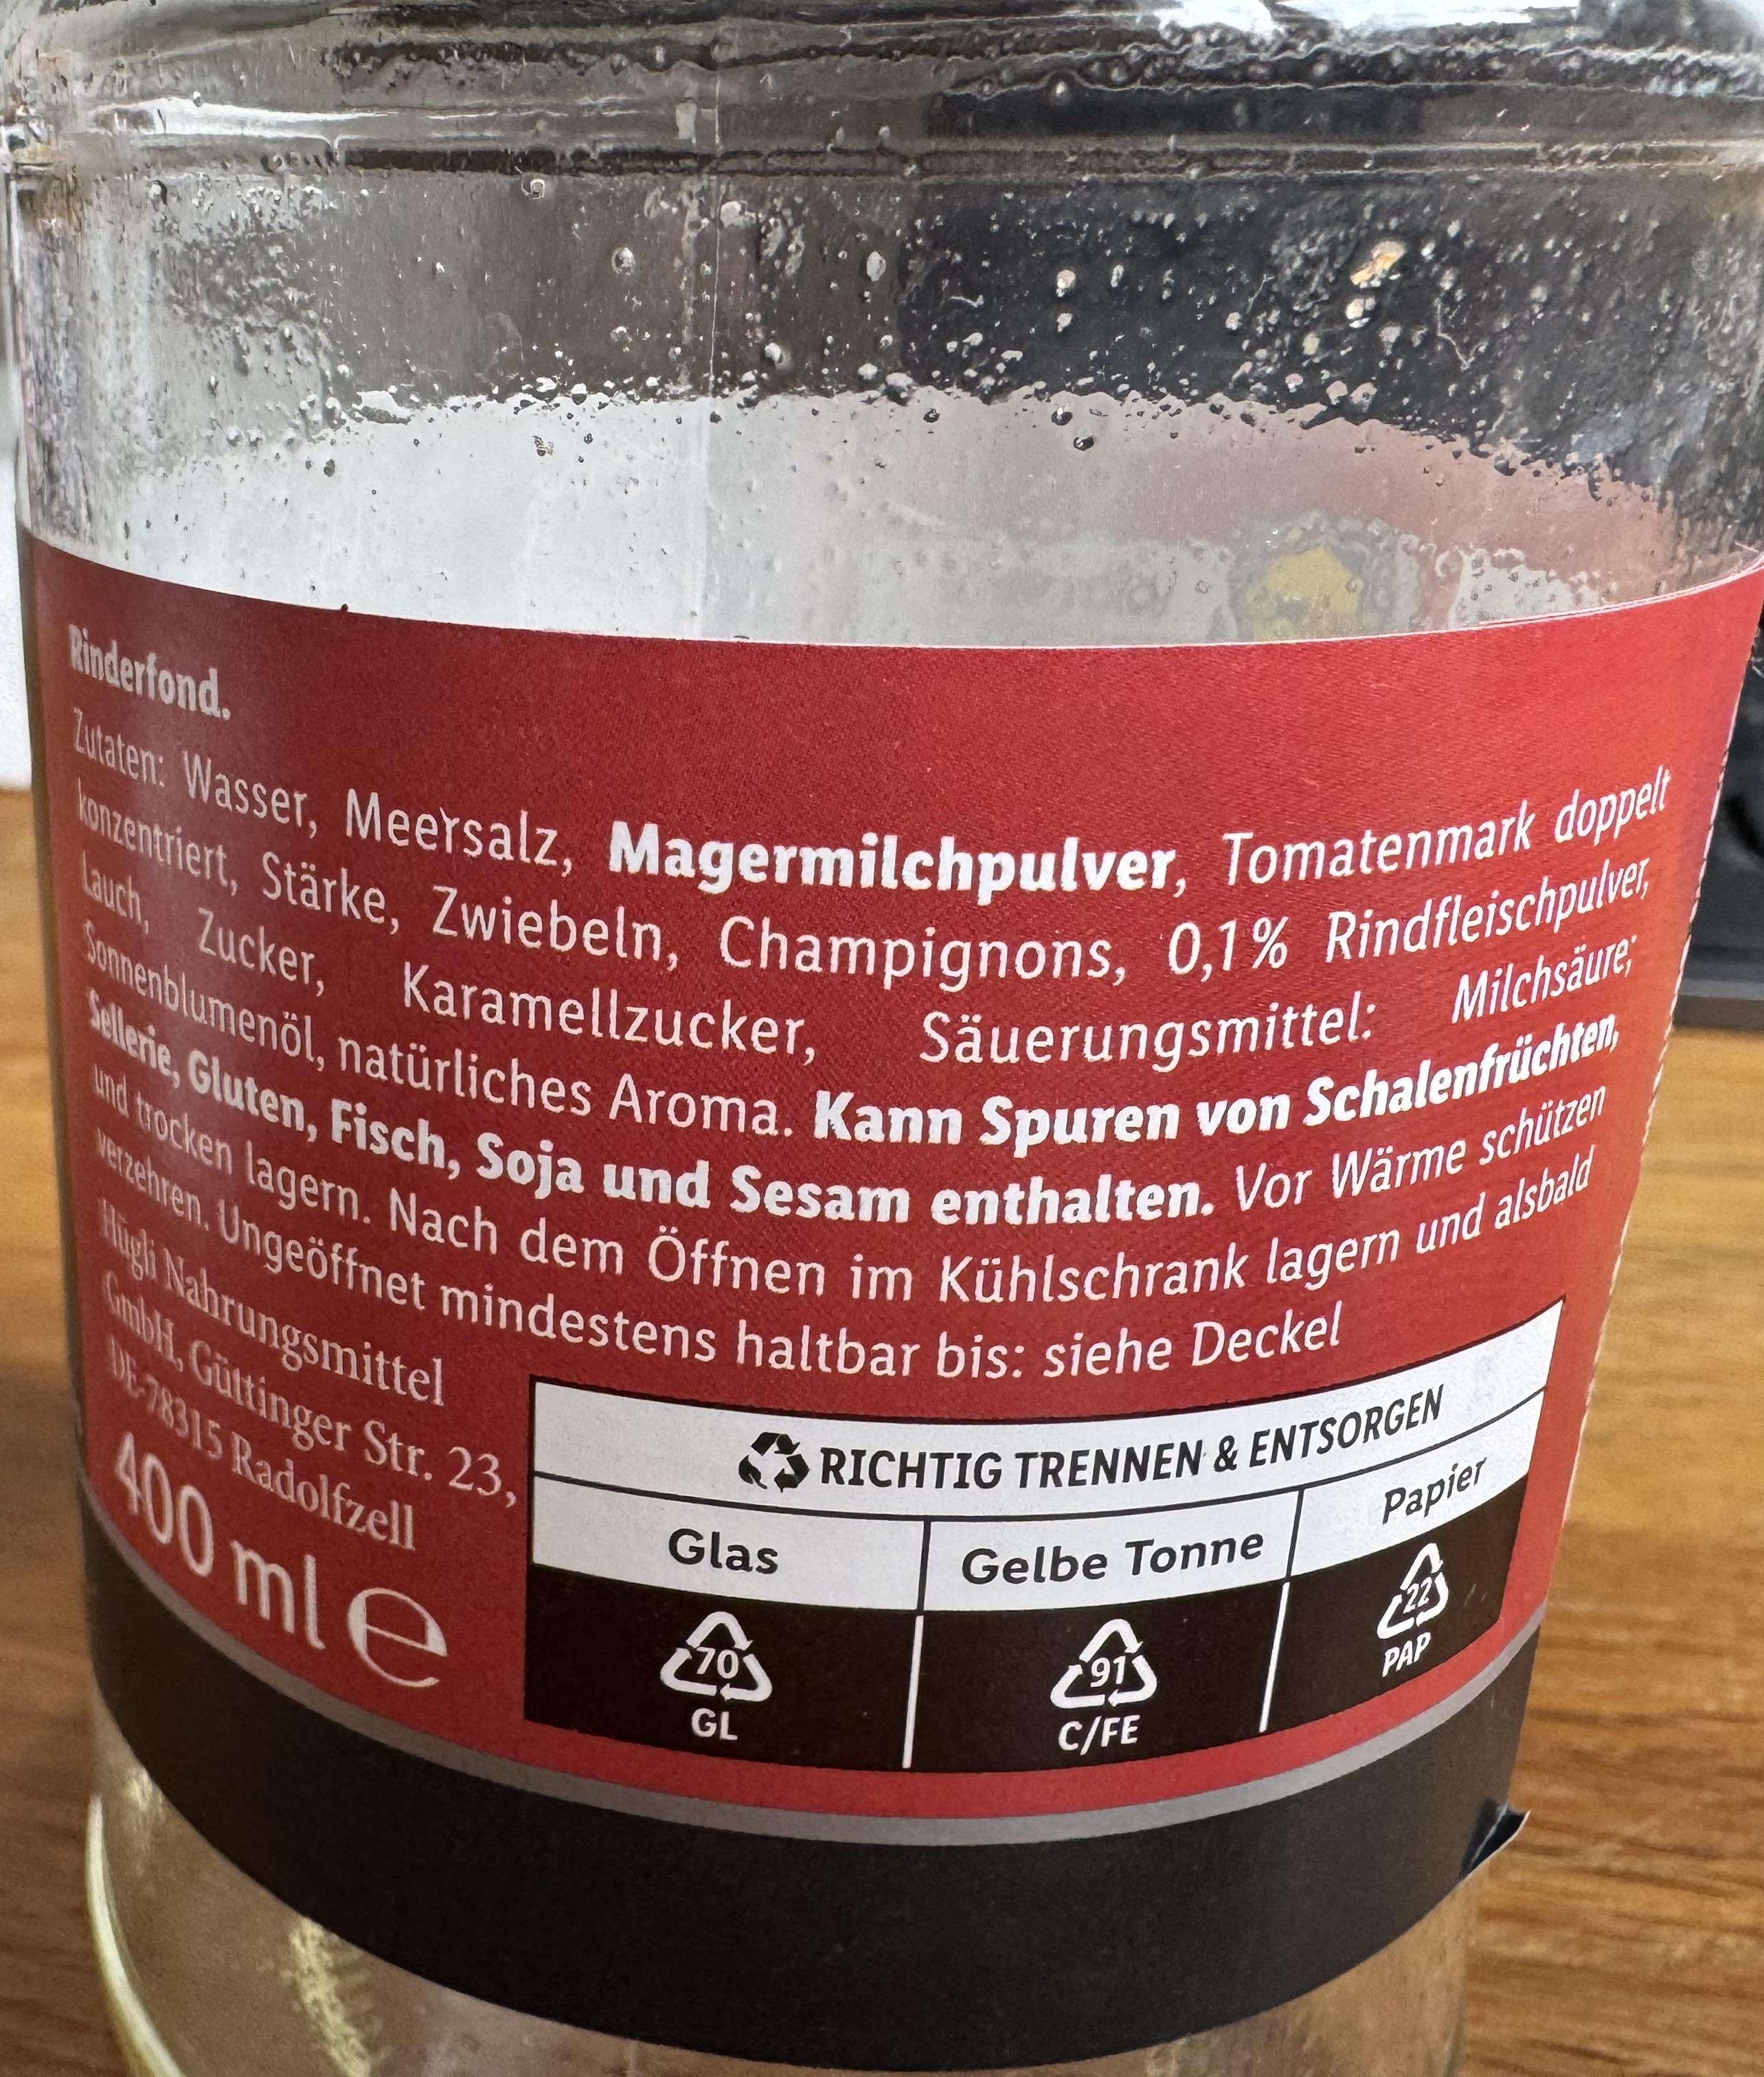 Rinderfond.
Zutaten: Wasser, Meersalz, Magermilchpulver, Tomatenmark doppelt
konzentriert, Stärke, Zwiebeln, Champignons, 0,1% Rindfleischpulver,
Lauch, Zucker, Karamellzucker, Säuerungsmittel: Milchsäure;
Sonnenblumenöl, natürliches Aroma. Kann Spuren von Schalenfrüchten,
Sellerie, Gluten, Fisch, Soja und Sesam enthalten. Vor Wärme schützen
und trocken lagern. Nach dem Öffnen im Kühlschrank lagern und alsbald
verzehren. Ungeöffnet mindestens haltbar bis: siehe Deckel
Hügli Nahrungsmittel
GmbH, Güttinger Str. 23,
DE-78315 Radolfzell
400 ml e
RICHTIG TRENNEN & ENTSORGEN
Glas Gelbe Tonne Papier
70 91 22
GL C/FE PAP